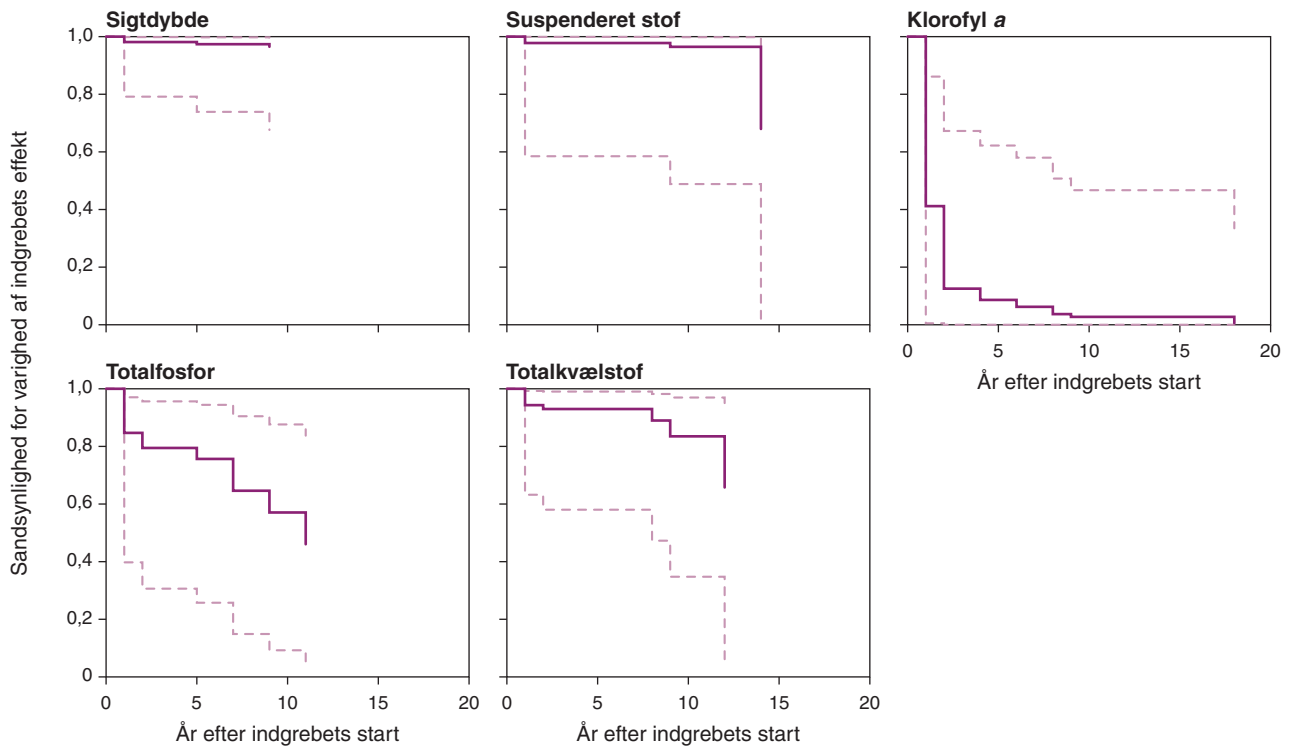 Sigtdybde
Suspenderet stof
Klorofyl a
Sandsynlighed for varighed af indgrebets effekt
1,0
0,8
0,6
0,4
0,2
0
0 5 10 15 20
År efter indgrebets start
Totalfosfor
Totalkvælstof
1,0
0,8
0,6
0,4
0,2
0
0 5 10 15 20
0 5 10 15 20
År efter indgrebets start
År efter indgrebets start